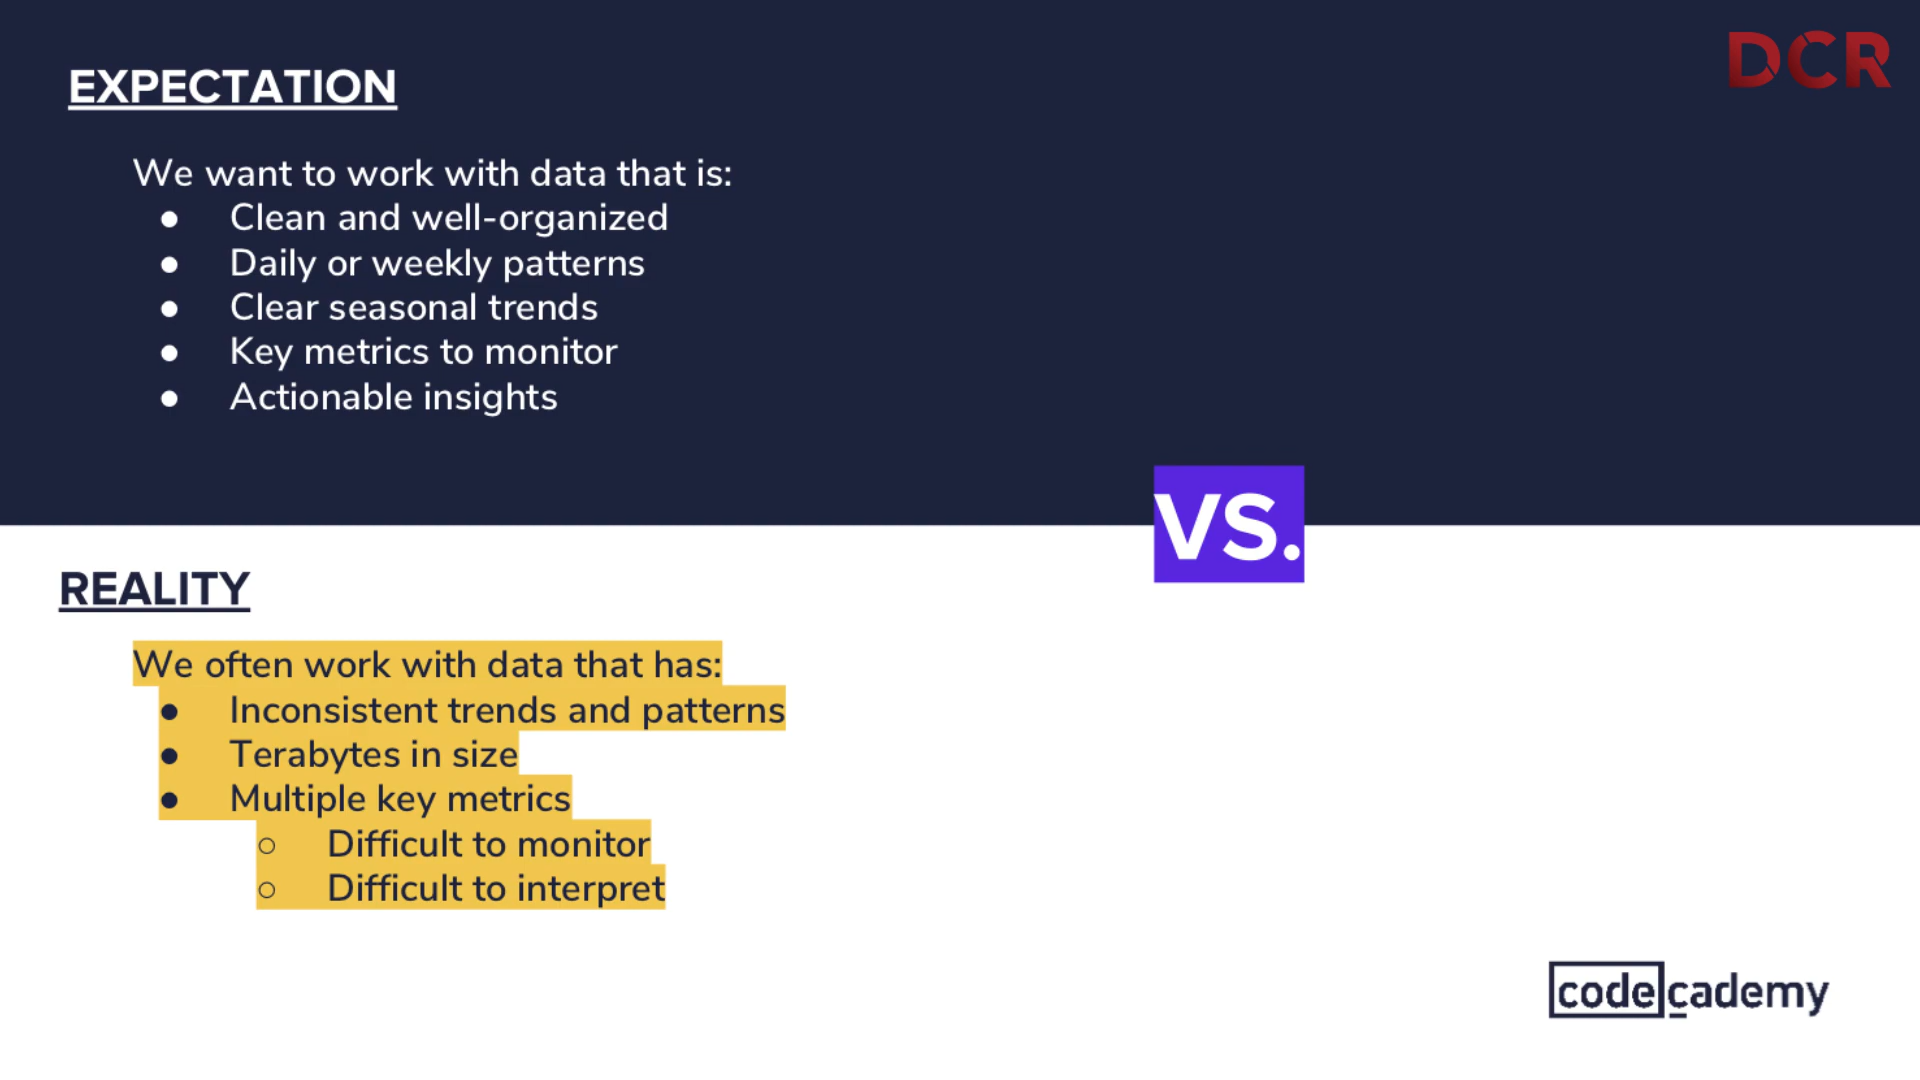 DCR
EXPECTATION
We want to work with data that is:
● Clean and well-organized
● Daily or weekly patterns
● Clear seasonal trends
● Key metrics to monitor
● Actionable insights
VS.
REALITY
We often work with data that has:
● Inconsistent trends and patterns
● Terabytes in size
● Multiple key metrics
○ Difficult to monitor
○ Difficult to interpret
codecademy